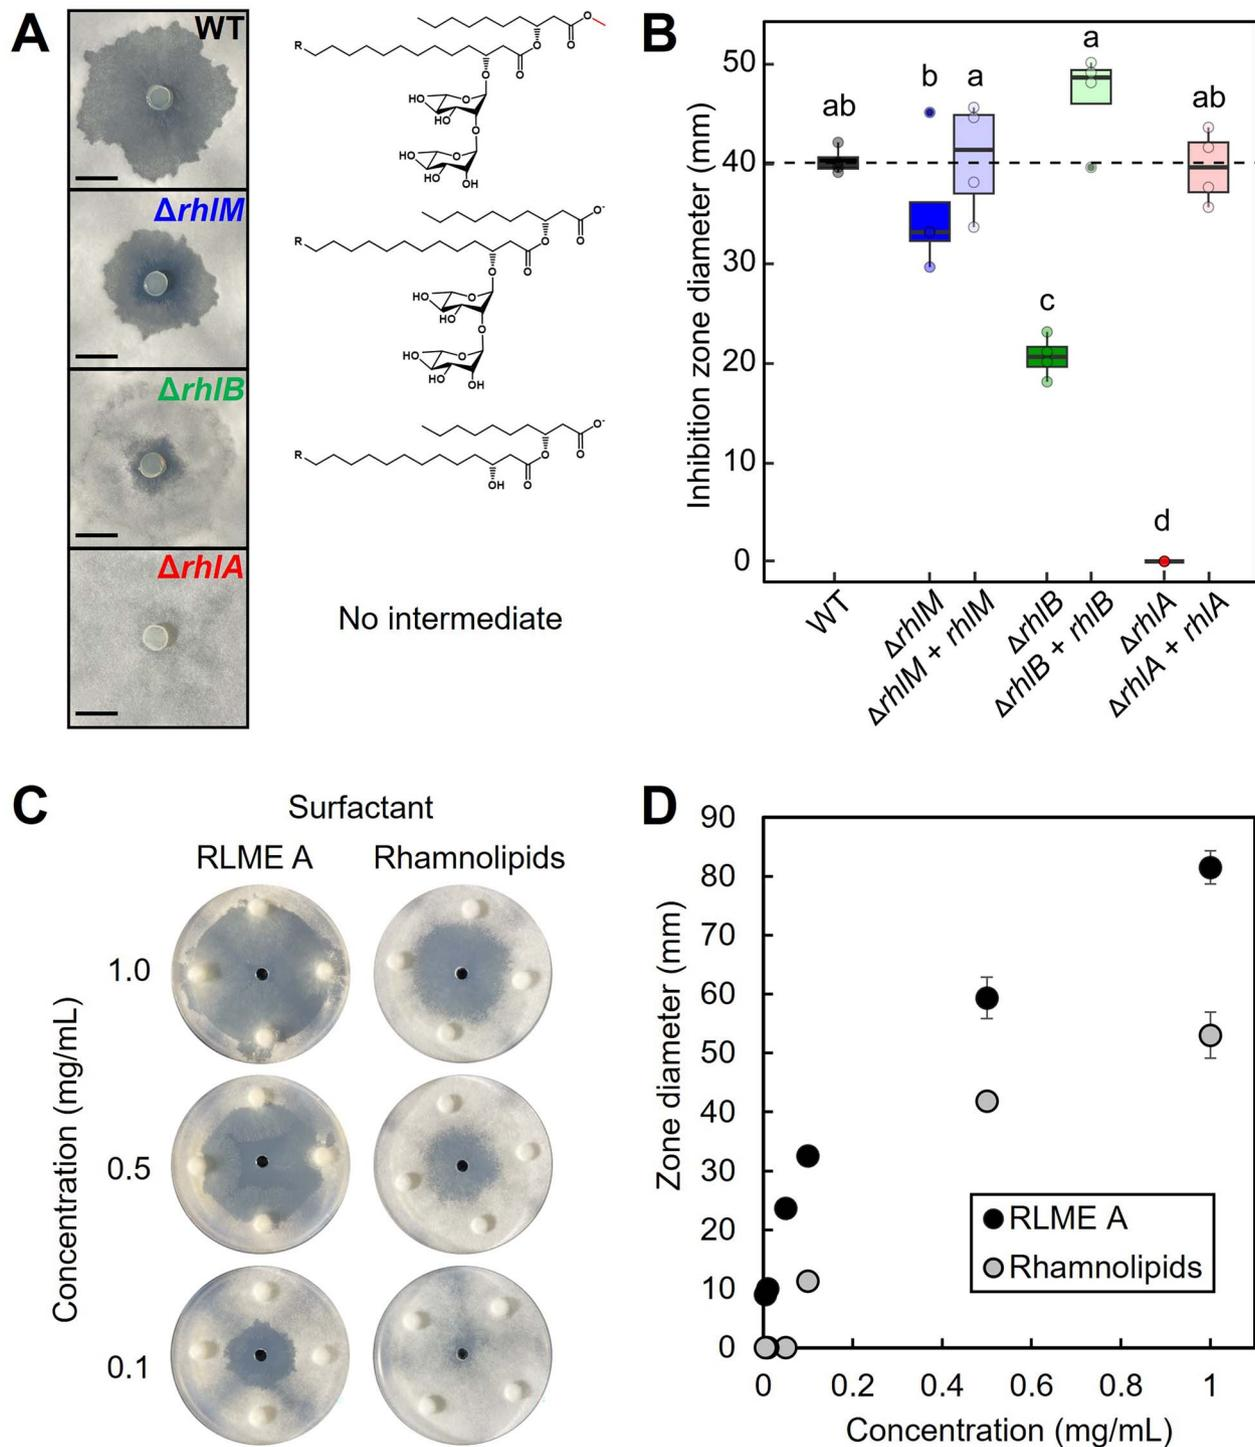 A
WT
ΔrhlM
ΔrhlB
ΔrhlA
O
O
R
O
O
O
HO
O
HO
O
HO
O
HO
HO
OH
O-
O
R
O
O
O
HO
O
HO
O
HO
O
HO
HO
OH
O-
O
R
O
OH
O
No intermediate
B
Inhibition zone diameter (mm)
50
40
30
20
10
0
ab
b
a
c
a
d
ab
WT
ΔrhlM
ΔrhlM + rhlM
ΔrhlB
ΔrhlB + rhlB
ΔrhlA
ΔrhlA + rhlA
C
Surfactant
RLME A
Rhamnolipids
Concentration (mg/mL)
1.0
0.5
0.1
D
Zone diameter (mm)
90
80
70
60
50
40
30
20
10
0
RLME A
Rhamnolipids
0
0.2
0.4
0.6
0.8
1
Concentration (mg/mL)